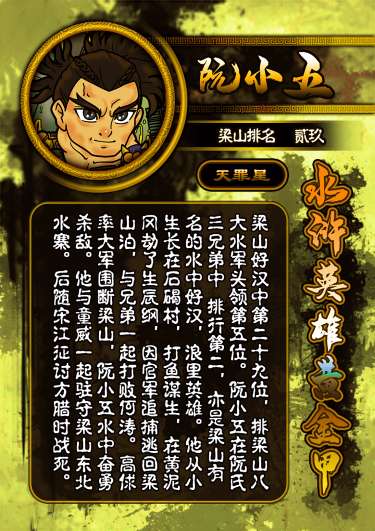 阮小五
梁山排名 贰玖
天罪星
水浒英雄黄金甲
梁山好汉中第二十九位，排梁山八
大水军头领第五位。阮小五在阮氏
三兄弟中，排行第二，亦是梁山有
名的水中好汉，浪里英雄。他从小
生长在石碣村，打鱼谋生，在黄泥
冈劫了生辰纲，因官军追捕逃回梁
山泊，与兄弟一起打败何涛。高俅
率大军围断梁山，阮小五水中奋勇
杀敌。他与童威一起驻守梁山东北
水寨。后随宋江征讨方腊时战死。